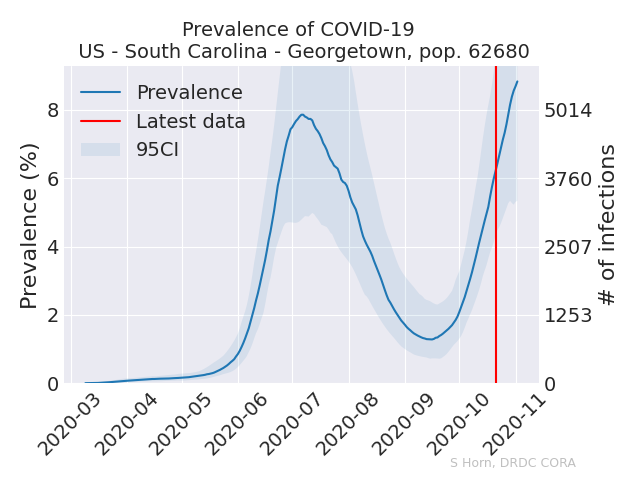 Prevalence of COVID-19
US - South Carolina - Georgetown, pop. 62680
Prevalence
Latest data
95CI
Prevalence (%)
8
6
4
2
0
5014
3760
2507
1253
0
# of infections
2020-03
2020-04
2020-05
2020-06
2020-07
2020-08
2020-09
2020-10
2020-11
S Horn, DRDC CORA